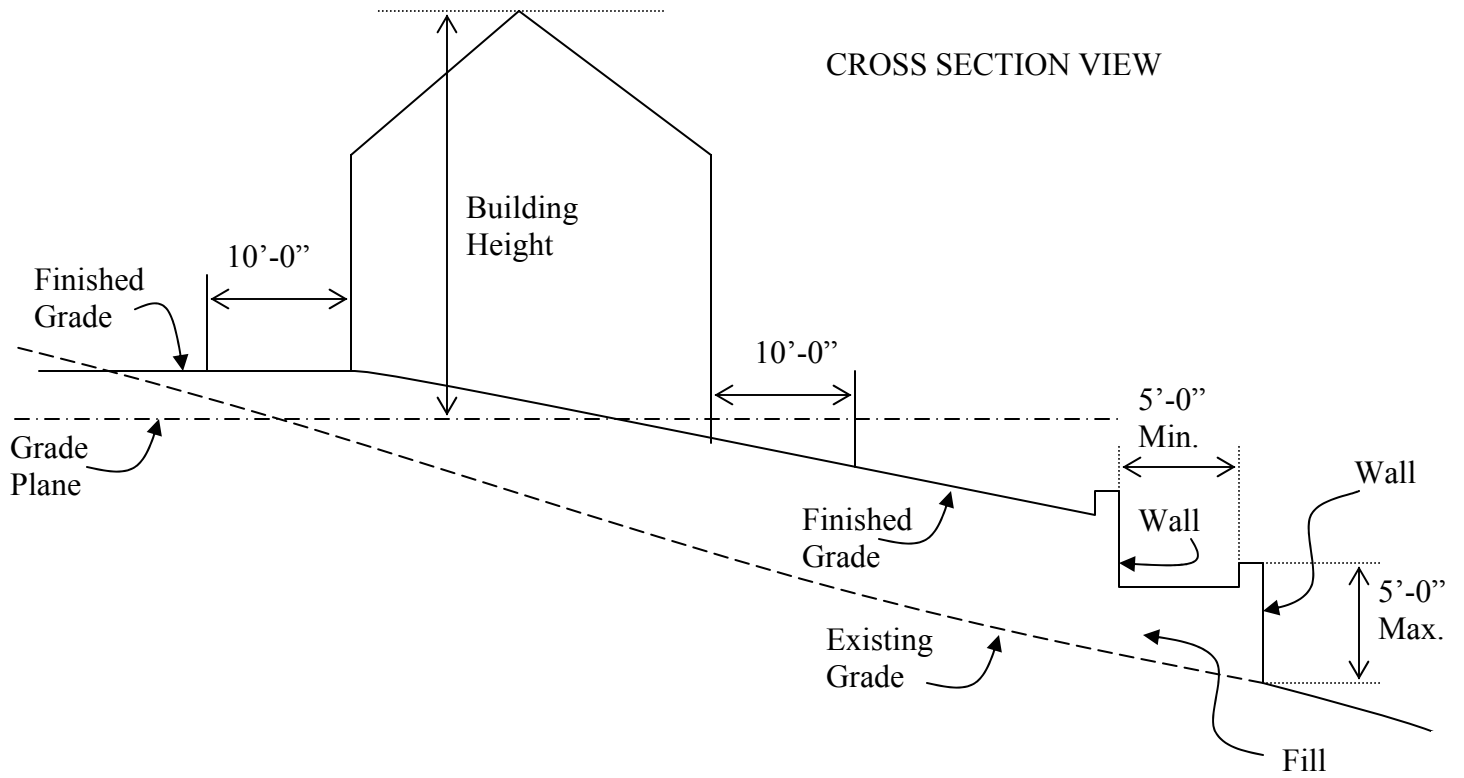 CROSS SECTION VIEW
Building
Height
10’-0”
Finished
Grade
10’-0”
5’-0”
Min.
Grade
Plane
Wall
Finished
Grade
Wall
5’-0”
Max.
Existing
Grade
Fill